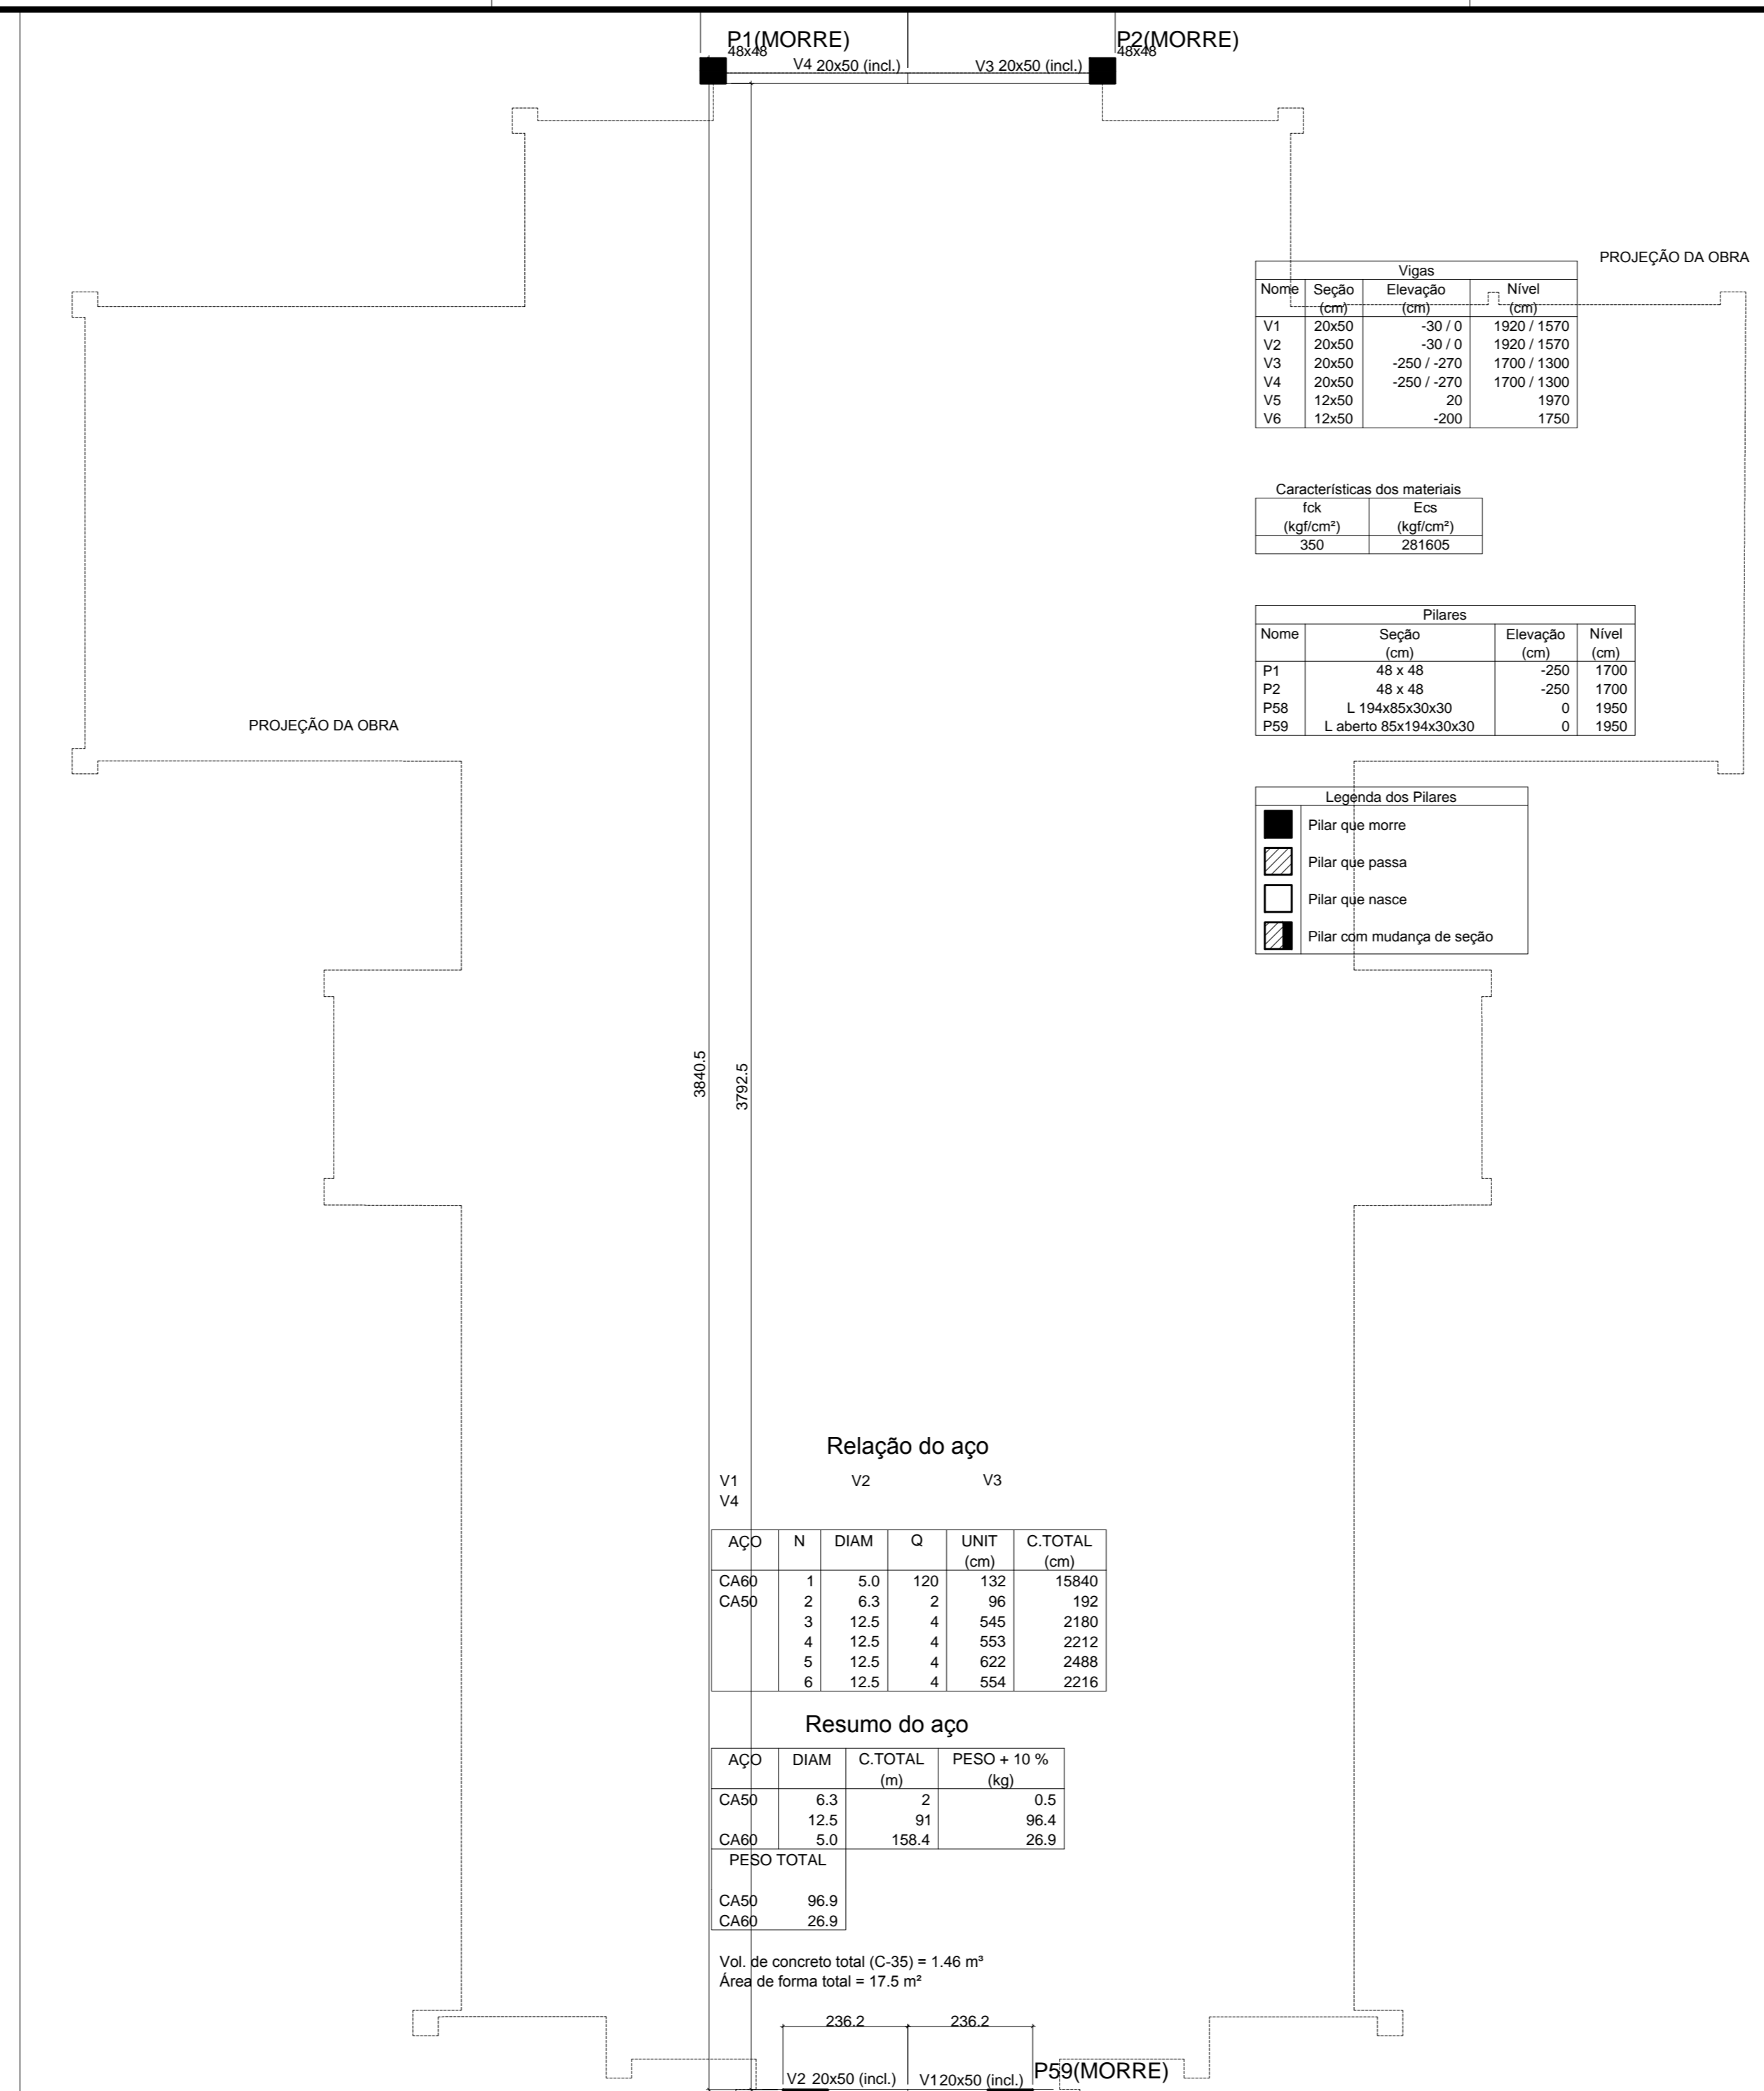 P1(MORRE)
48x48
V4 20x50 (incl.)
V3 20x50 (incl.)
P2(MORRE)
48x48
PROJEÇÃO DA OBRA
Vigas
Nome Seção Elevação Nível
(cm) (cm) (cm)
V1 20x50 -30 / 0 1920 / 1570
V2 20x50 -30 / 0 1920 / 1570
V3 20x50 -250 / -270 1700 / 1300
V4 20x50 -250 / -270 1700 / 1300
V5 12x50 20 1970
V6 12x50 -200 1750
Características dos materiais
fck Ecs
(kgf/cm²) (kgf/cm²)
350 281605
Pilares
Nome Seção Elevação Nível
(cm) (cm) (cm)
P1 48 x 48 -250 1700
P2 48 x 48 -250 1700
P58 L 194x85x30x30 0 1950
P59 L aberto 85x194x30x30 0 1950
PROJEÇÃO DA OBRA
Legenda dos Pilares
Pilar que morre
Pilar que passa
Pilar que nasce
Pilar com mudança de seção
3840.5
3792.5
Relação do aço
V1 V2 V3
V4
AÇO N DIAM Q UNIT C.TOTAL
(cm) (cm)
CA60 1 5.0 120 132 15840
CA50 2 6.3 2 96 192
3 12.5 4 545 2180
4 12.5 4 553 2212
5 12.5 4 622 2488
6 12.5 4 554 2216
Resumo do aço
AÇO DIAM C.TOTAL PESO + 10 %
(m) (kg)
CA50 6.3 2 0.5
12.5 91 96.4
CA60 5.0 158.4 26.9
PESO TOTAL
CA50 96.9
CA60 26.9
Vol. de concreto total (C-35) = 1.46 m³
Área de forma total = 17.5 m²
236.2 236.2
P59(MORRE)
V2 20x50 (incl.) V120x50 (incl.)